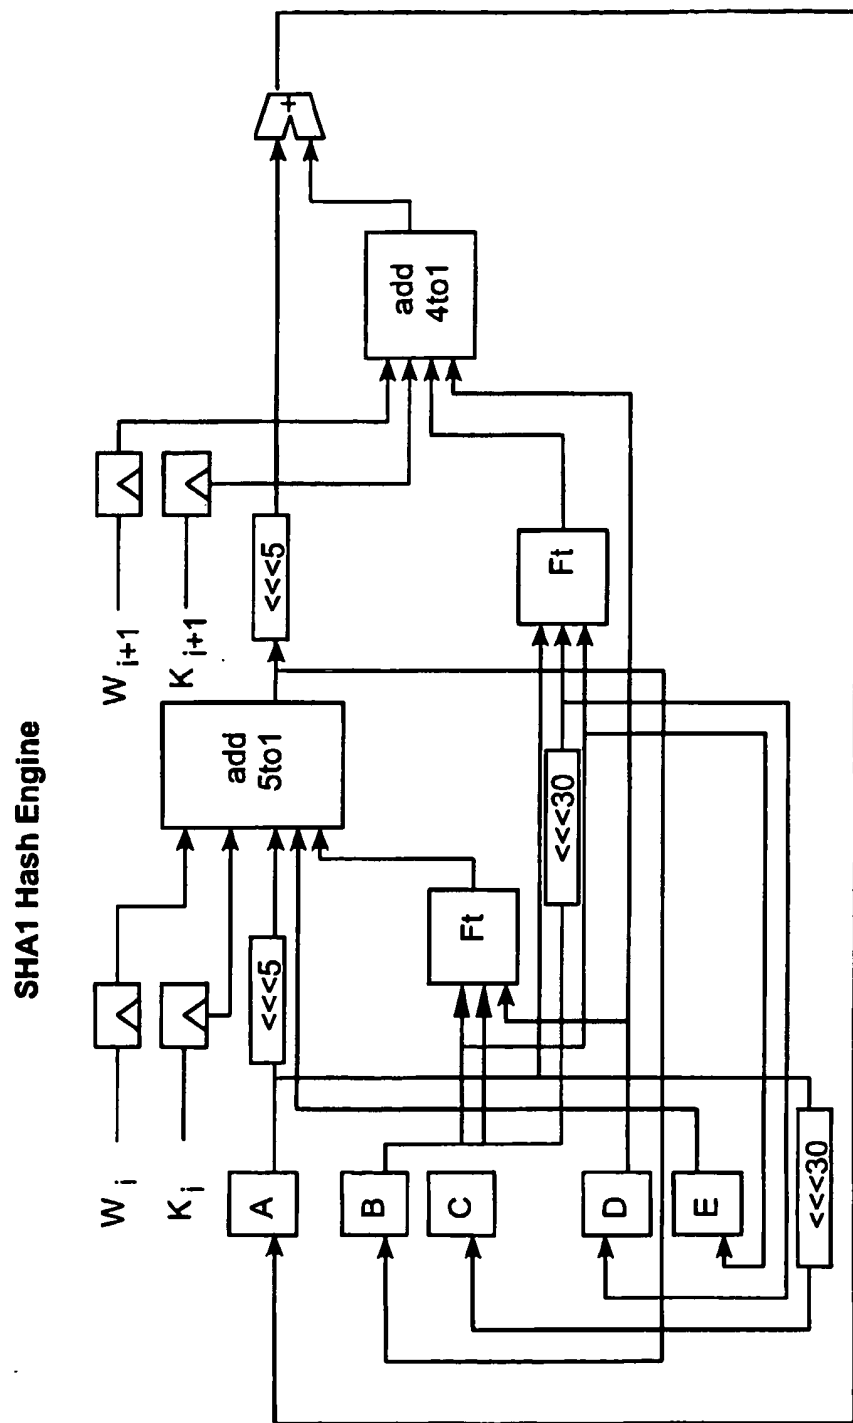 SHA1 Hash Engine
W i
K i
W i+1
K i+1
A
B
C
D
E
<<<5
<<<30
Ft
add
5to1
<<<30
<<<5
Ft
add
4to1
+